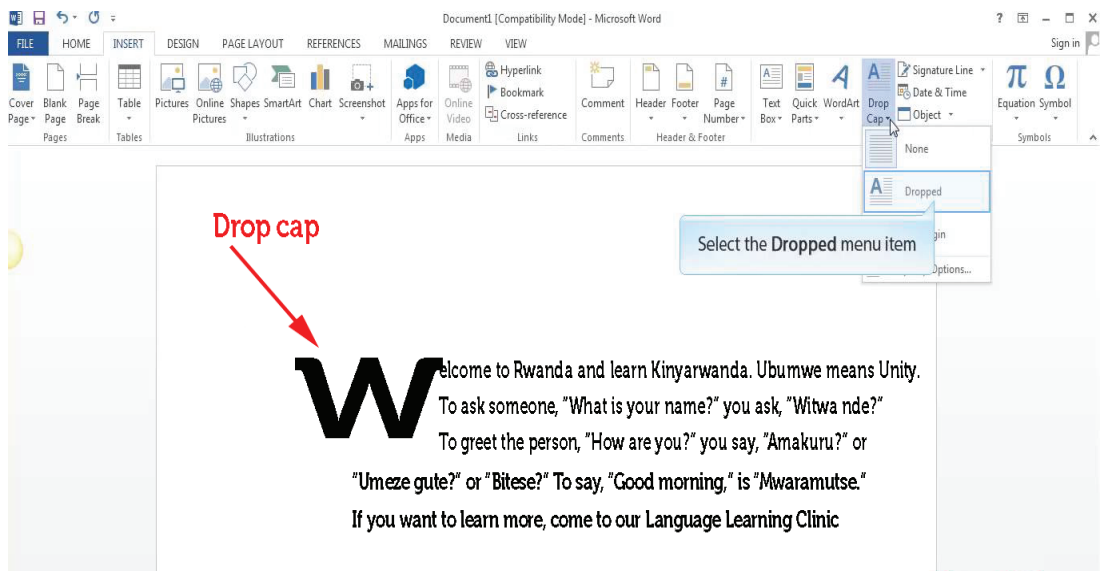 Document1 [Compatibility Mode] - Microsoft Word
FILE HOME INSERT DESIGN PAGE LAYOUT REFERENCES MAILINGS REVIEW VIEW Sign in
Cover Page
Blank Page
Page Break
Table
Pictures
Online Pictures
Shapes
SmartArt
Chart
Screenshot
Apps for Office
Online Video
Hyperlink
Bookmark
Cross-reference
Comment
Header
Footer
Page Number
Text Box
Quick Parts
WordArt
Drop Cap
Signature Line
Date & Time
Object
Equation
Symbol
Pages Tables Illustrations Apps Media Links Comments Header & Footer Symbols
None
Dropped
Select the Dropped menu item
Options...
Drop cap
Welcome to Rwanda and learn Kinyarwanda. Ubumwe means Unity.
To ask someone, "What is your name?" you ask, "Witwa nde?"
To greet the person, "How are you?" you say, "Amakuru?" or
"Umeze gute?" or "Bitese?" To say, "Good morning," is "Mwaramutse."
If you want to learn more, come to our Language Learning Clinic